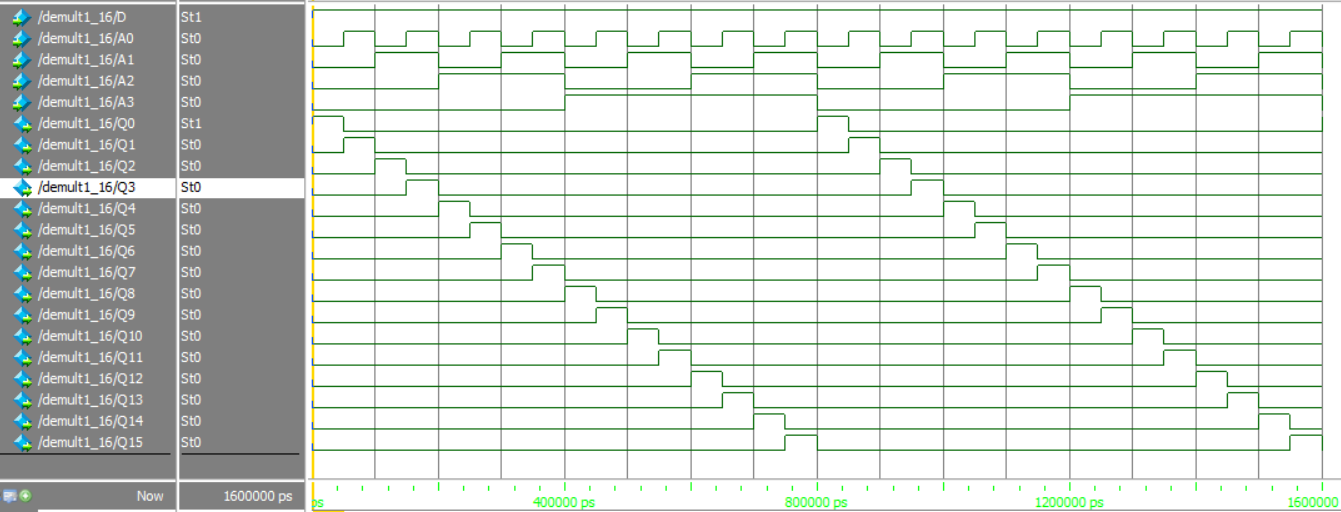 /demult1_16/D St1
/demult1_16/A0 St0
/demult1_16/A1 St0
/demult1_16/A2 St0
/demult1_16/A3 St0
/demult1_16/Q0 St1
/demult1_16/Q1 St0
/demult1_16/Q2 St0
/demult1_16/Q3 St0
/demult1_16/Q4 St0
/demult1_16/Q5 St0
/demult1_16/Q6 St0
/demult1_16/Q7 St0
/demult1_16/Q8 St0
/demult1_16/Q9 St0
/demult1_16/Q10 St0
/demult1_16/Q11 St0
/demult1_16/Q12 St0
/demult1_16/Q13 St0
/demult1_16/Q14 St0
/demult1_16/Q15 St0
Now 1600000 ps ps 400000 ps 800000 ps 1200000 ps 1600000